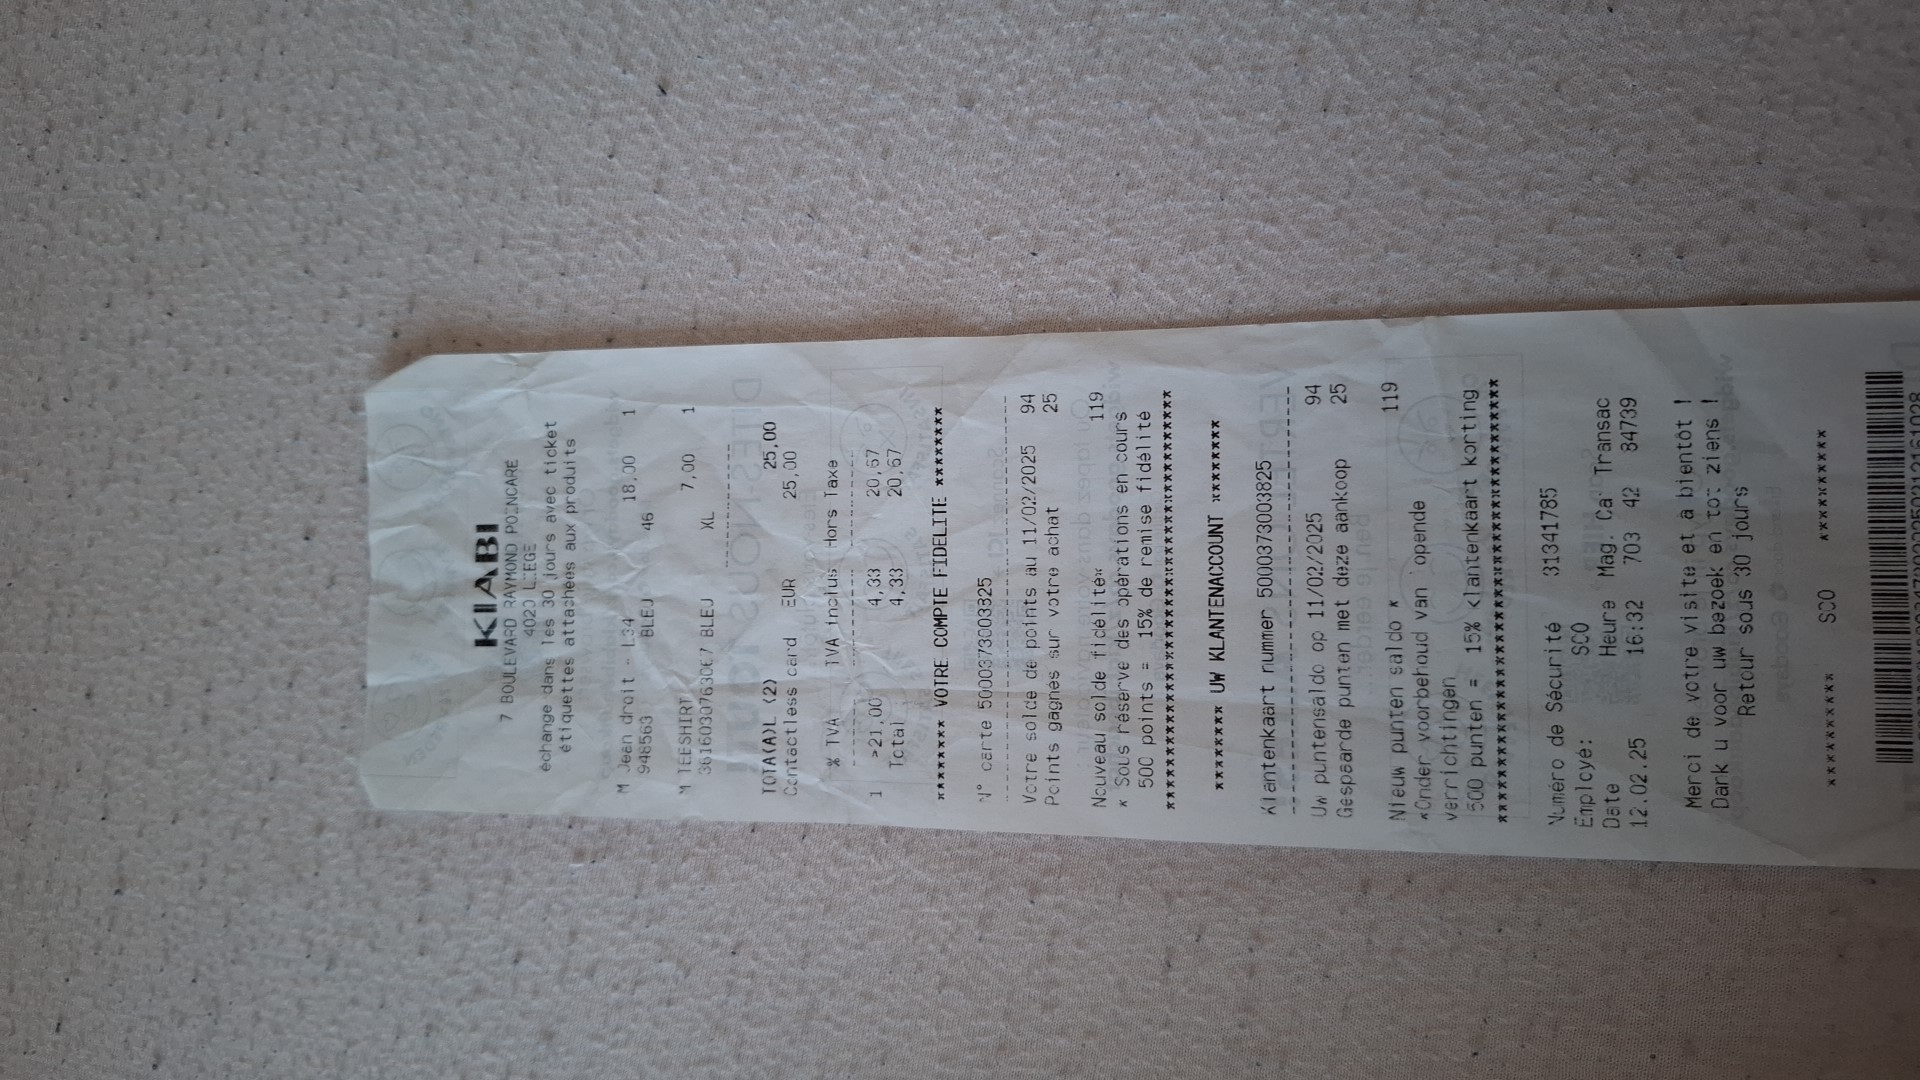 KIABI
7 BOULEVARD RAYMOND POINCARE
4020 LIEGE
échange dans les 30 jours avec ticket
étiquettes attachées aux produits
M Jean droit - L34 18,00 1
948563 BLEU 46
M TEESHIRT 7,00 1
3616030763067 BLEU XL
TOTA(A)L (2) 25,00
Contactless card EUR 25,00
% TVA TVA inclus Hors Taxe
1 >21,00 4,33 20,67
Total 4,33 20,67
******** VOTRE COMPTE FIDELITE ********
N° carte 5000373003825
Votre solde de points au 11/02/2025 94
Points gagnés sur votre achat 25
Nouveau solde fidélité* 119
* Sous réserve des opérations en cours
500 points = 15% de remise fidélité
****************************************
******** UW KLANTENACCOUNT ********
Klantenkaart nummer 5000373003825
Uw puntensaldo op 11/02/2025 94
Gespaarde punten met deze aankoop 25
Nieuw punten saldo * 119
*Onder voorbehoud van lopende
verrichtingen
500 punten = 15% klantenkaart korting
******************************************
Numéro de Sécurité 31341785
Employé: SCO
Date Heure Mag. Ca Transac
12.02.25 16:32 703 42 84739
Merci de votre visite et à bientôt !
Dank u voor uw bezoek en tot ziens !
Retour sous 30 jours
********** SCO **********